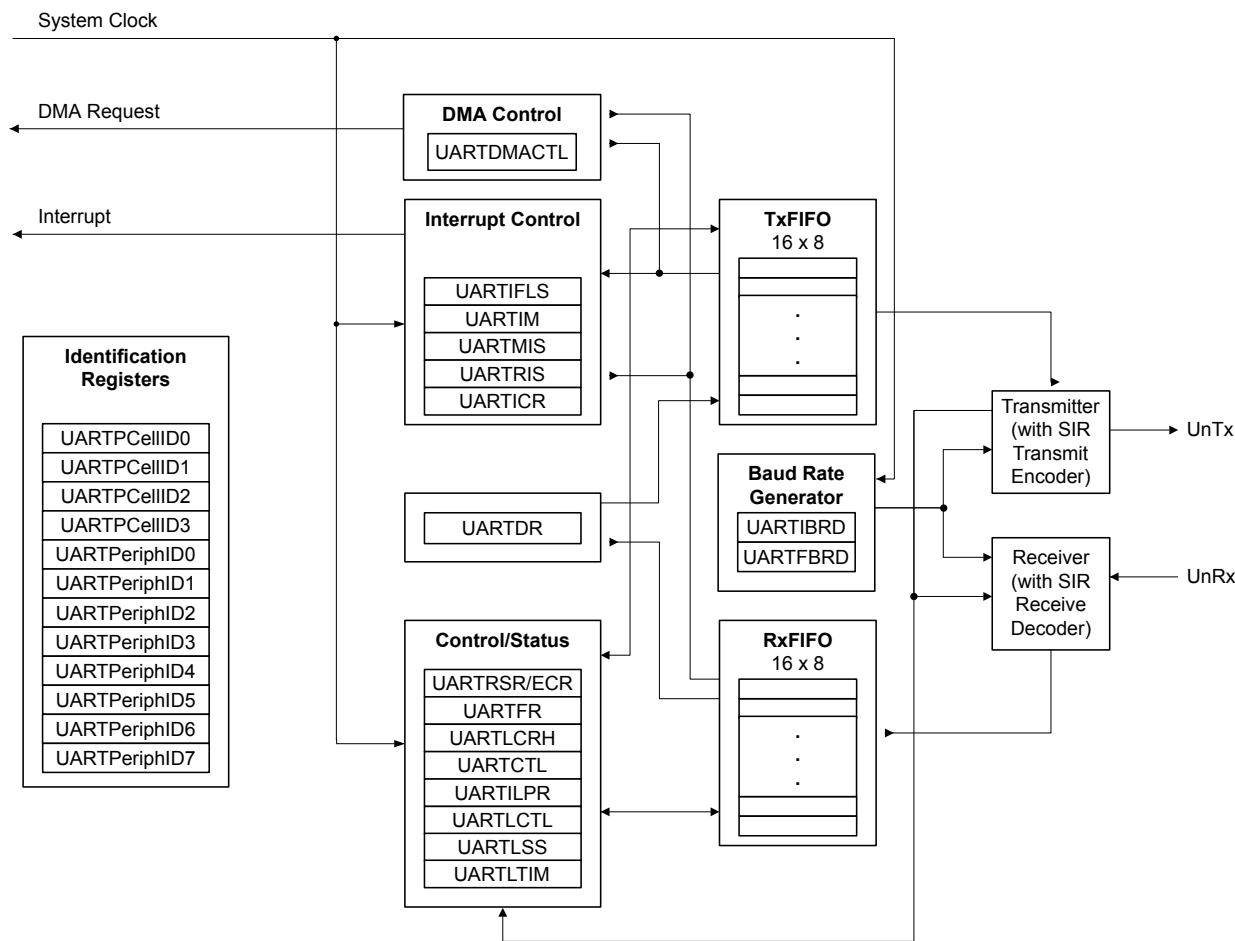 System Clock
DMA Request
DMA Control
UARTDMACTL
Interrupt
Interrupt Control
UARTIFLS
UARTIM
UARTMIS
UARTRIS
UARTICR
TxFIFO
16 x 8
.
.
.
Identification
Registers
UARTPCellID0
UARTPCellID1
UARTPCellID2
UARTPCellID3
UARTPeriphID0
UARTPeriphID1
UARTPeriphID2
UARTPeriphID3
UARTPeriphID4
UARTPeriphID5
UARTPeriphID6
UARTPeriphID7
UARTDR
Baud Rate
Generator
UARTIBRD
UARTFBRD
Transmitter
(with SIR
Transmit
Encoder)
UnTx
Receiver
(with SIR
Receive
Decoder)
UnRx
Control/Status
UARTRSR/ECR
UARTFR
UARTLCRH
UARTCTL
UARTILPR
UARTLCTL
UARTLSS
UARTLTIM
RxFIFO
16 x 8
.
.
.